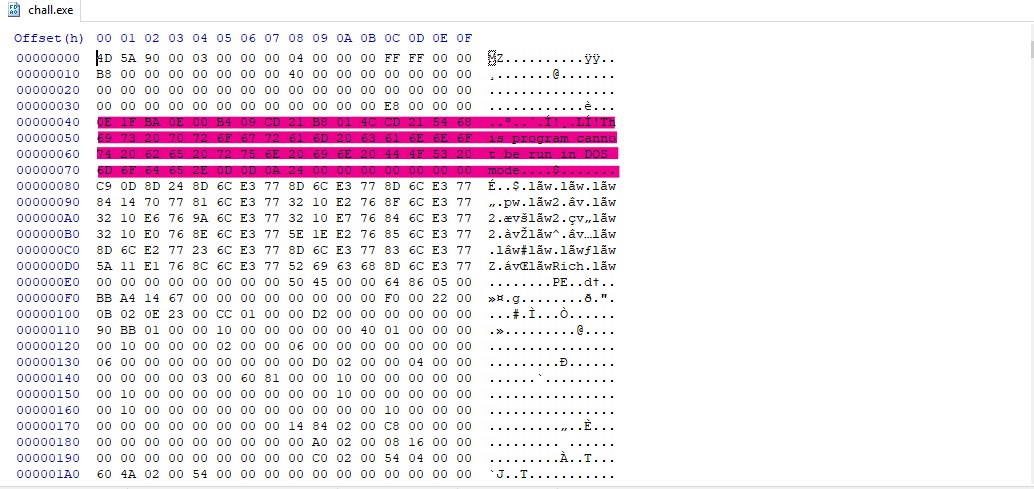 chall.exe
Offset(h) 00 01 02 03 04 05 06 07 08 09 0A 0B 0C 0D 0E 0F
00000000 4D 5A 90 00 03 00 00 00 04 00 00 00 FF FF 00 00 MZ..........ÿÿ..
00000010 B8 00 00 00 00 00 00 00 40 00 00 00 00 00 00 00 ¸.......@.......
00000020 00 00 00 00 00 00 00 00 00 00 00 00 00 00 00 00 ................
00000030 00 00 00 00 00 00 00 00 00 00 00 00 E8 00 00 00 ............è...
00000040 0E 1F BA 0E 00 B4 09 CD 21 B8 01 4C CD 21 54 68 ..º..´.Í!¸.LÍ!Th
00000050 69 73 20 70 72 6F 67 72 61 6D 20 63 61 6E 6E 6F is program canno
00000060 74 20 62 65 20 72 75 6E 20 69 6E 20 44 4F 53 20 t be run in DOS
00000070 6D 6F 64 65 2E 0D 0D 0A 24 00 00 00 00 00 00 00 mode....$.......
00000080 C9 0D 8D 24 8D 6C E3 77 8D 6C E3 77 8D 6C E3 77 É..$.lãw.lãw.lãw
00000090 84 14 70 77 81 6C E3 77 32 10 E2 76 8F 6C E3 77 „.pw.lãw2.âv.lãw
000000A0 32 10 E6 76 9A 6C E3 77 32 10 E7 76 84 6C E3 77 2.ævšlãw2.çv„lãw
000000B0 32 10 E0 76 8E 6C E3 77 5E 1E E2 76 85 6C E3 77 2.àvŽlãw^.âv…lãw
000000C0 8D 6C E2 77 23 6C E3 77 8D 6C E3 77 83 6C E3 77 .lâw#lãw.lãwƒlãw
000000D0 5A 11 E1 76 8C 6C E3 77 52 69 63 68 8D 6C E3 77 Z.ávŒlãwRich.lãw
000000E0 00 00 00 00 00 00 00 00 50 45 00 00 64 86 05 00 ........PE..d†..
000000F0 BB A4 14 67 00 00 00 00 00 00 00 00 F0 00 22 00 »¤.g........ð.".
00000100 0B 02 0E 23 00 CC 01 00 00 D2 00 00 00 00 00 00 ...#.Ì...Ò......
00000110 90 BB 01 00 00 10 00 00 00 00 00 40 01 00 00 00 .».........@....
00000120 00 10 00 00 00 02 00 00 06 00 00 00 00 00 00 00 ................
00000130 06 00 00 00 00 00 00 00 00 D0 02 00 00 04 00 00 .........Ð......
00000140 00 00 00 00 03 00 60 81 00 00 10 00 00 00 00 00 ......`.........
00000150 00 10 00 00 00 00 00 00 00 00 10 00 00 00 00 00 ................
00000160 00 10 00 00 00 00 00 00 00 00 00 00 10 00 00 00 ................
00000170 00 00 00 00 00 00 00 00 14 84 02 00 C8 00 00 00 .........„..È...
00000180 00 00 00 00 00 00 00 00 00 A0 02 00 08 16 00 00 ......... ......
00000190 00 00 00 00 00 00 00 00 00 C0 02 00 54 04 00 00 .........À..T...
000001A0 60 4A 02 00 54 00 00 00 00 00 00 00 00 00 00 00 `J..T...........